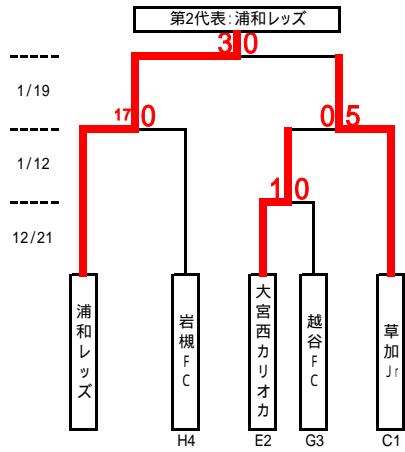 第2代表:浦和レッズ
3 0
1/19
17 0
0 5
1/12
1 0
12/21
浦和レッズ
岩槻FC
大宮西カリオカ
越谷FC
草加Jr
H4
E2
G3
C1